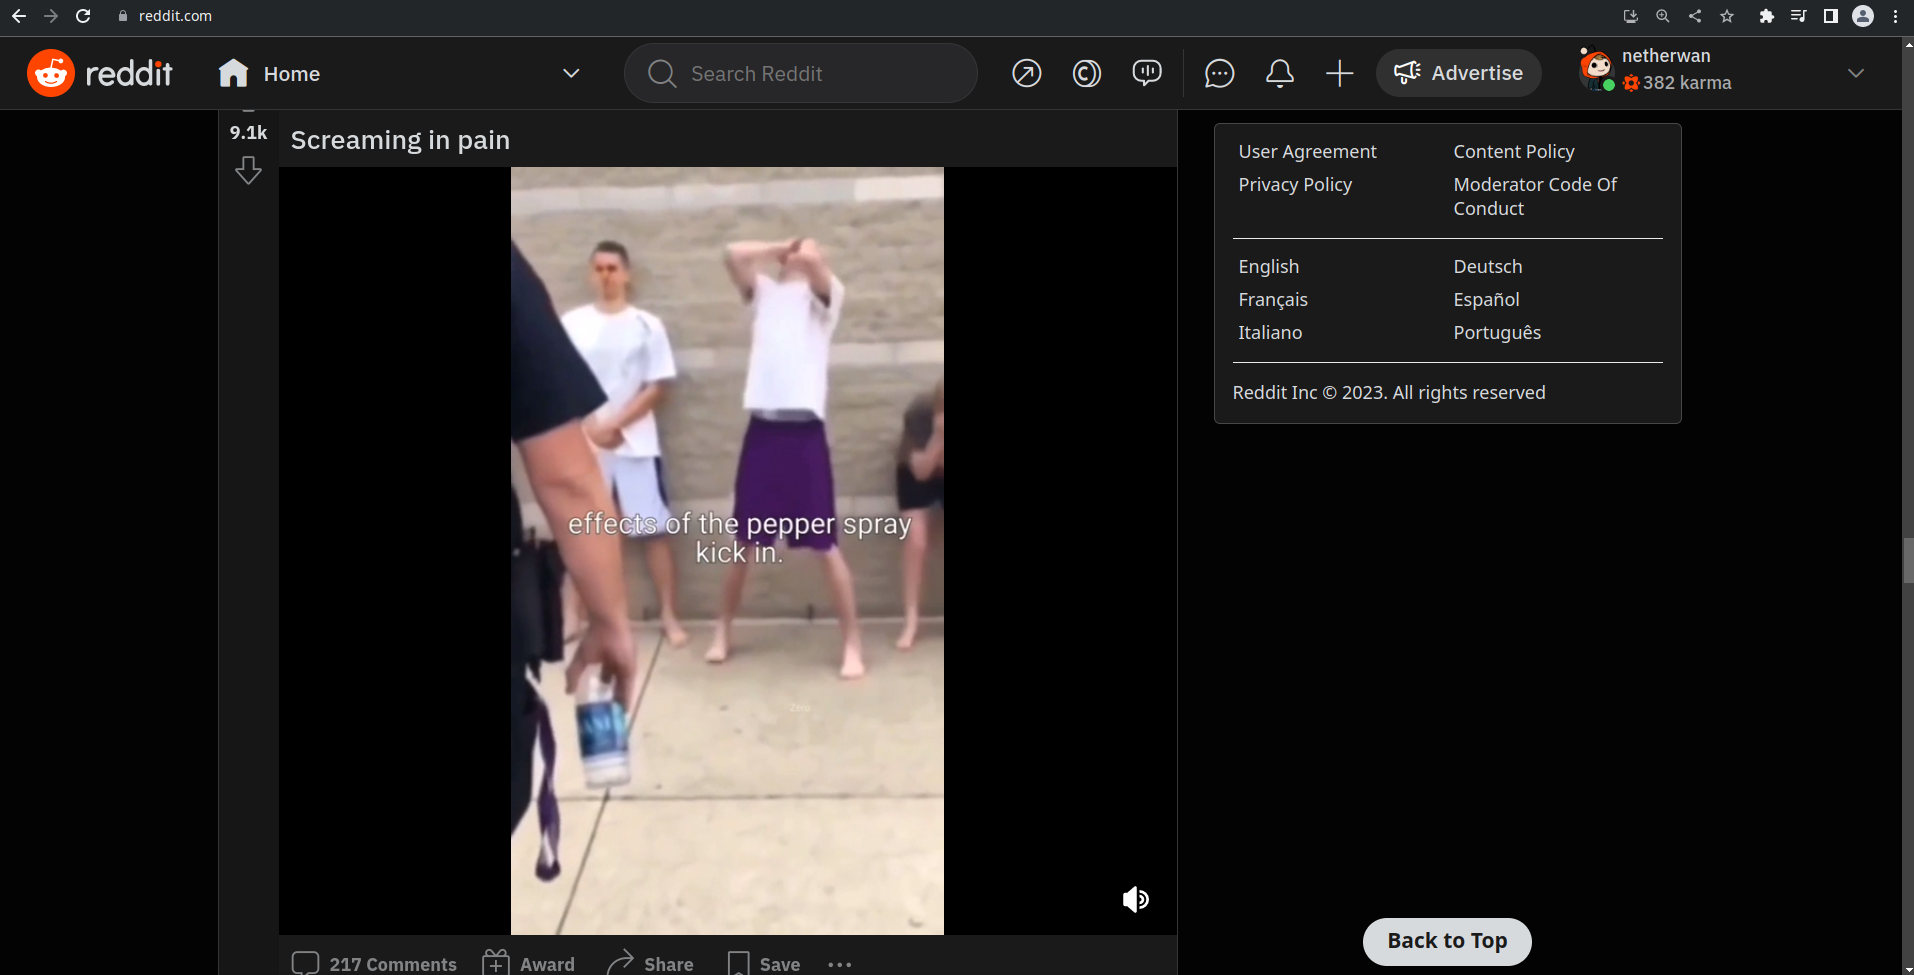 reddit.com
reddit
Home
Search Reddit
Advertise
netherwan
382 karma
9.1k
Screaming in pain
effects of the pepper spray
kick in.
Zero
217 Comments
Award
Share
Save
User Agreement
Content Policy
Privacy Policy
Moderator Code Of
Conduct
English
Deutsch
Français
Español
Italiano
Português
Reddit Inc © 2023. All rights reserved
Back to Top